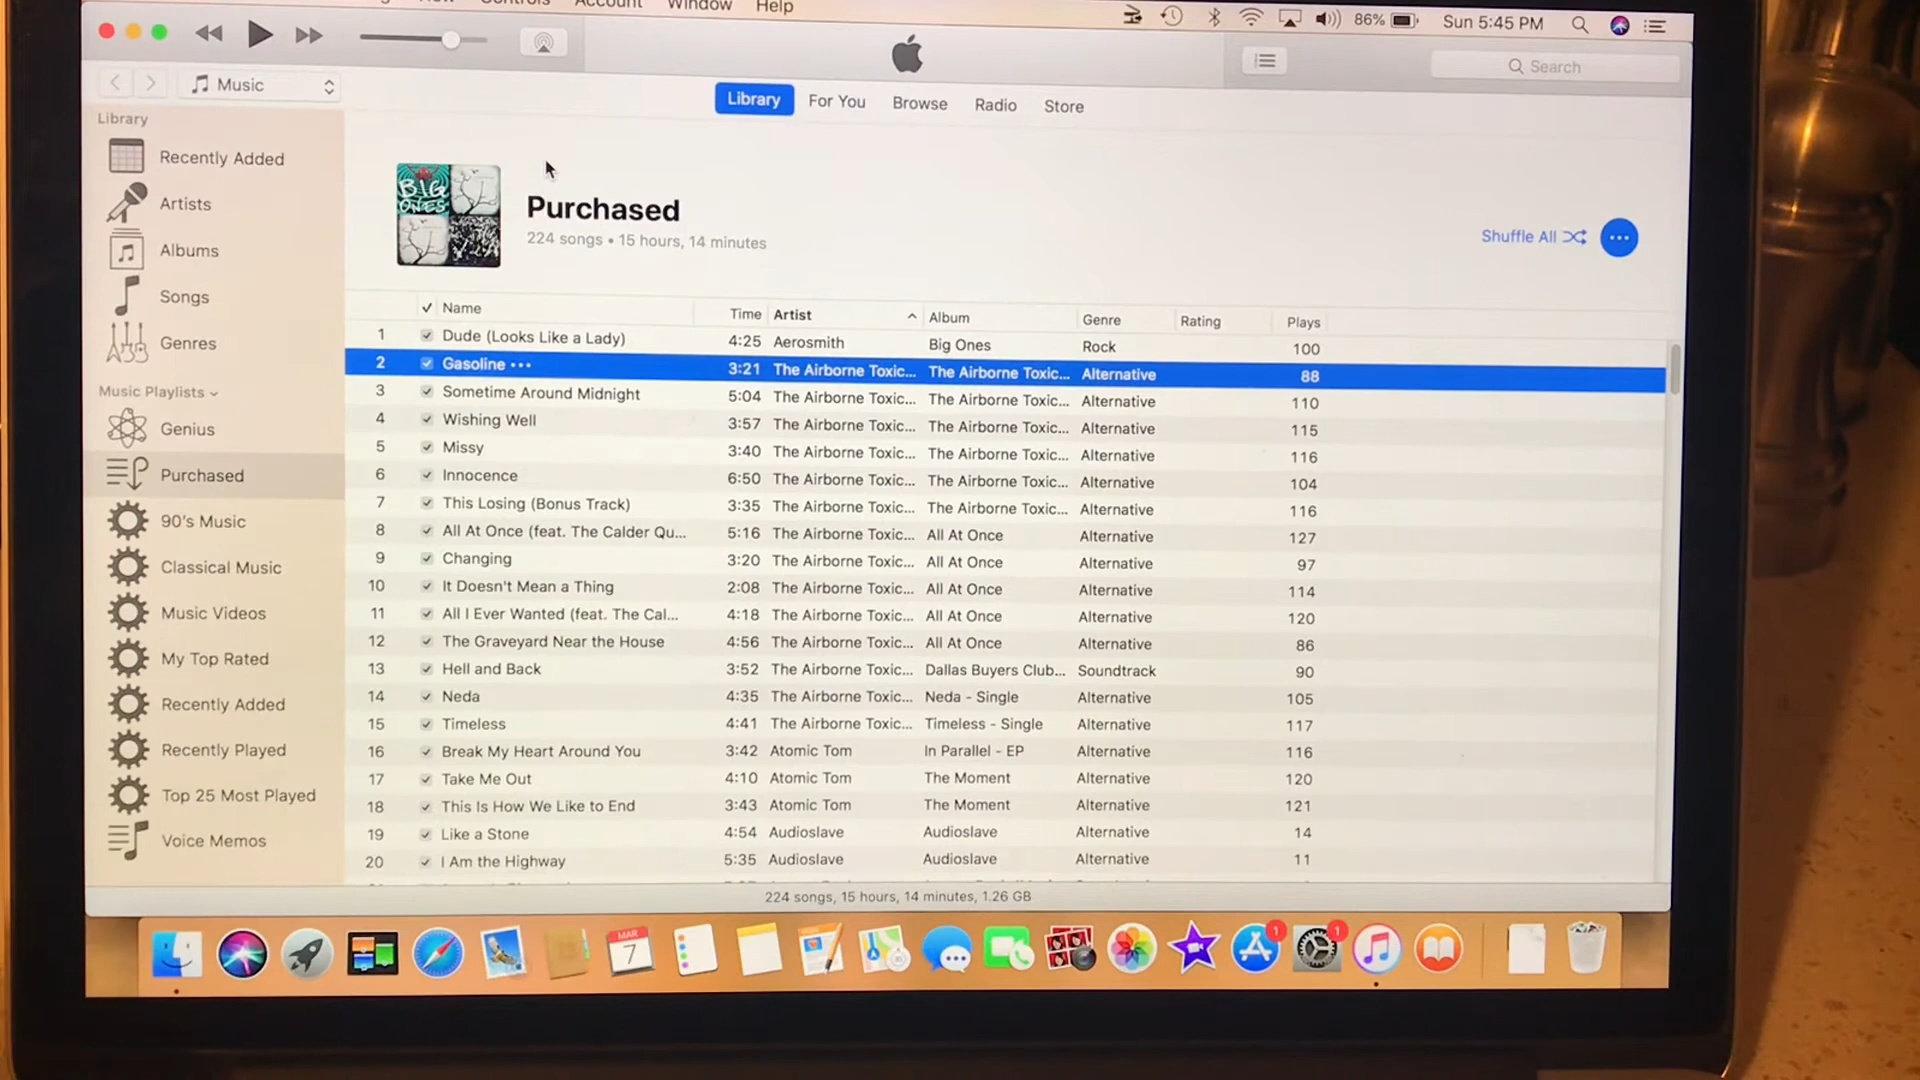 Controls Account Window Help
86% Sun 5:45 PM
Music
Search
Library For You Browse Radio Store
Library
Recently Added
Artists
Albums
Songs
Genres
Music Playlists
Genius
Purchased
90's Music
Classical Music
Music Videos
My Top Rated
Recently Added
Recently Played
Top 25 Most Played
Voice Memos
BIG
ONES
Purchased
224 songs • 15 hours, 14 minutes
Shuffle All
✓ Name Time Artist Album Genre Rating Plays
1 Dude (Looks Like a Lady) 4:25 Aerosmith Big Ones Rock 100
2 Gasoline ••• 3:21 The Airborne Toxic... The Airborne Toxic... Alternative 88
3 Sometime Around Midnight 5:04 The Airborne Toxic... The Airborne Toxic... Alternative 110
4 Wishing Well 3:57 The Airborne Toxic... The Airborne Toxic... Alternative 115
5 Missy 3:40 The Airborne Toxic... The Airborne Toxic... Alternative 116
6 Innocence 6:50 The Airborne Toxic... The Airborne Toxic... Alternative 104
7 This Losing (Bonus Track) 3:35 The Airborne Toxic... The Airborne Toxic... Alternative 116
8 All At Once (feat. The Calder Qu... 5:16 The Airborne Toxic... All At Once Alternative 127
9 Changing 3:20 The Airborne Toxic... All At Once Alternative 97
10 It Doesn't Mean a Thing 2:08 The Airborne Toxic... All At Once Alternative 114
11 All I Ever Wanted (feat. The Cal... 4:18 The Airborne Toxic... All At Once Alternative 120
12 The Graveyard Near the House 4:56 The Airborne Toxic... All At Once Alternative 86
13 Hell and Back 3:52 The Airborne Toxic... Dallas Buyers Club... Soundtrack 90
14 Neda 4:35 The Airborne Toxic... Neda - Single Alternative 105
15 Timeless 4:41 The Airborne Toxic... Timeless - Single Alternative 117
16 Break My Heart Around You 3:42 Atomic Tom In Parallel - EP Alternative 116
17 Take Me Out 4:10 Atomic Tom The Moment Alternative 120
18 This Is How We Like to End 3:43 Atomic Tom The Moment Alternative 121
19 Like a Stone 4:54 Audioslave Audioslave Alternative 14
20 I Am the Highway 5:35 Audioslave Audioslave Alternative 11
224 songs, 15 hours, 14 minutes, 1.26 GB
MAR
7
1
1